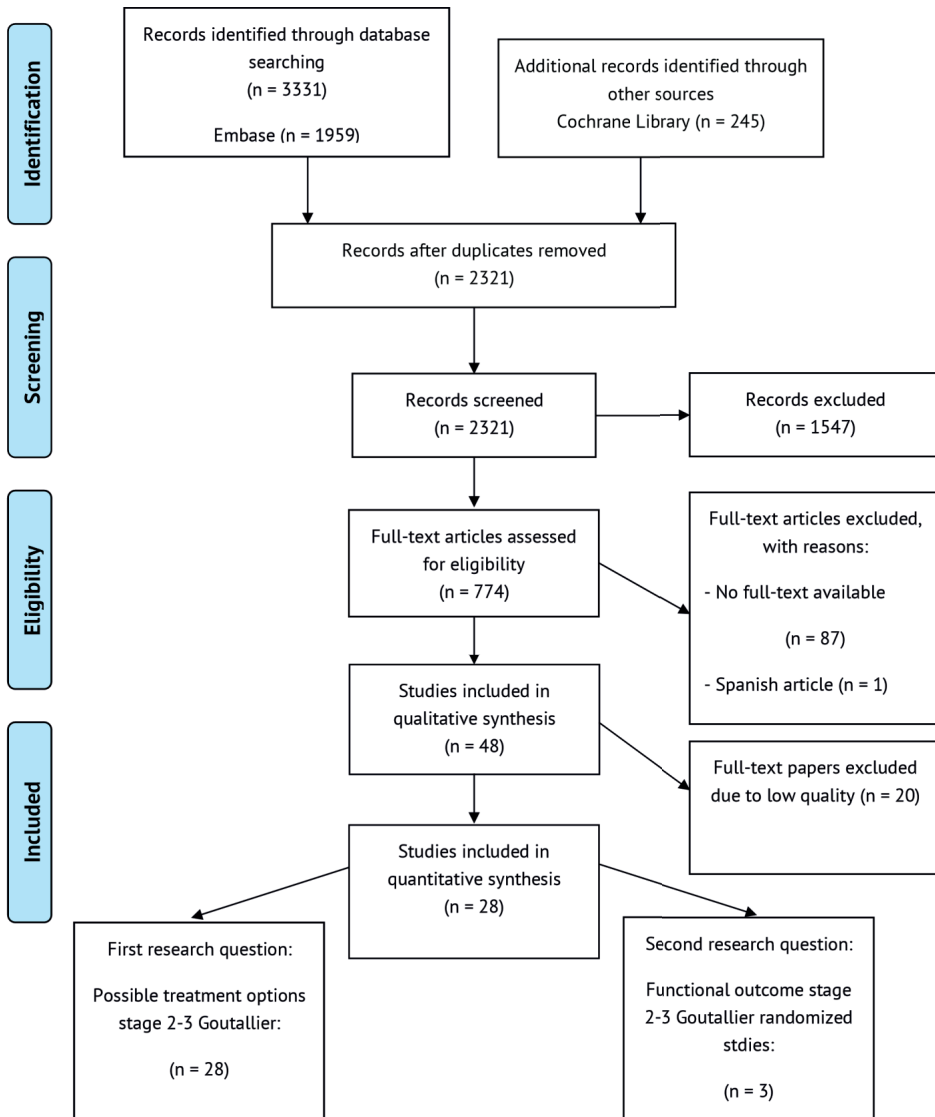 Identification
Records identified through database
searching
(n = 3331)
Embase (n = 1959)
Additional records identified through
other sources
Cochrane Library (n = 245)
Records after duplicates removed
(n = 2321)
Screening
Records screened
(n = 2321)
Records excluded
(n = 1547)
Eligibility
Full-text articles assessed
for eligibility
(n = 774)
Full-text articles excluded,
with reasons:
- No full-text available
(n = 87)
- Spanish article (n = 1)
Studies included in
qualitative synthesis
(n = 48)
Full-text papers excluded
due to low quality (n = 20)
Included
Studies included in
quantitative synthesis
(n = 28)
First research question:
Possible treatment options
stage 2-3 Goutallier:
(n = 28)
Second research question:
Functional outcome stage
2-3 Goutallier randomized
stdies:
(n = 3)